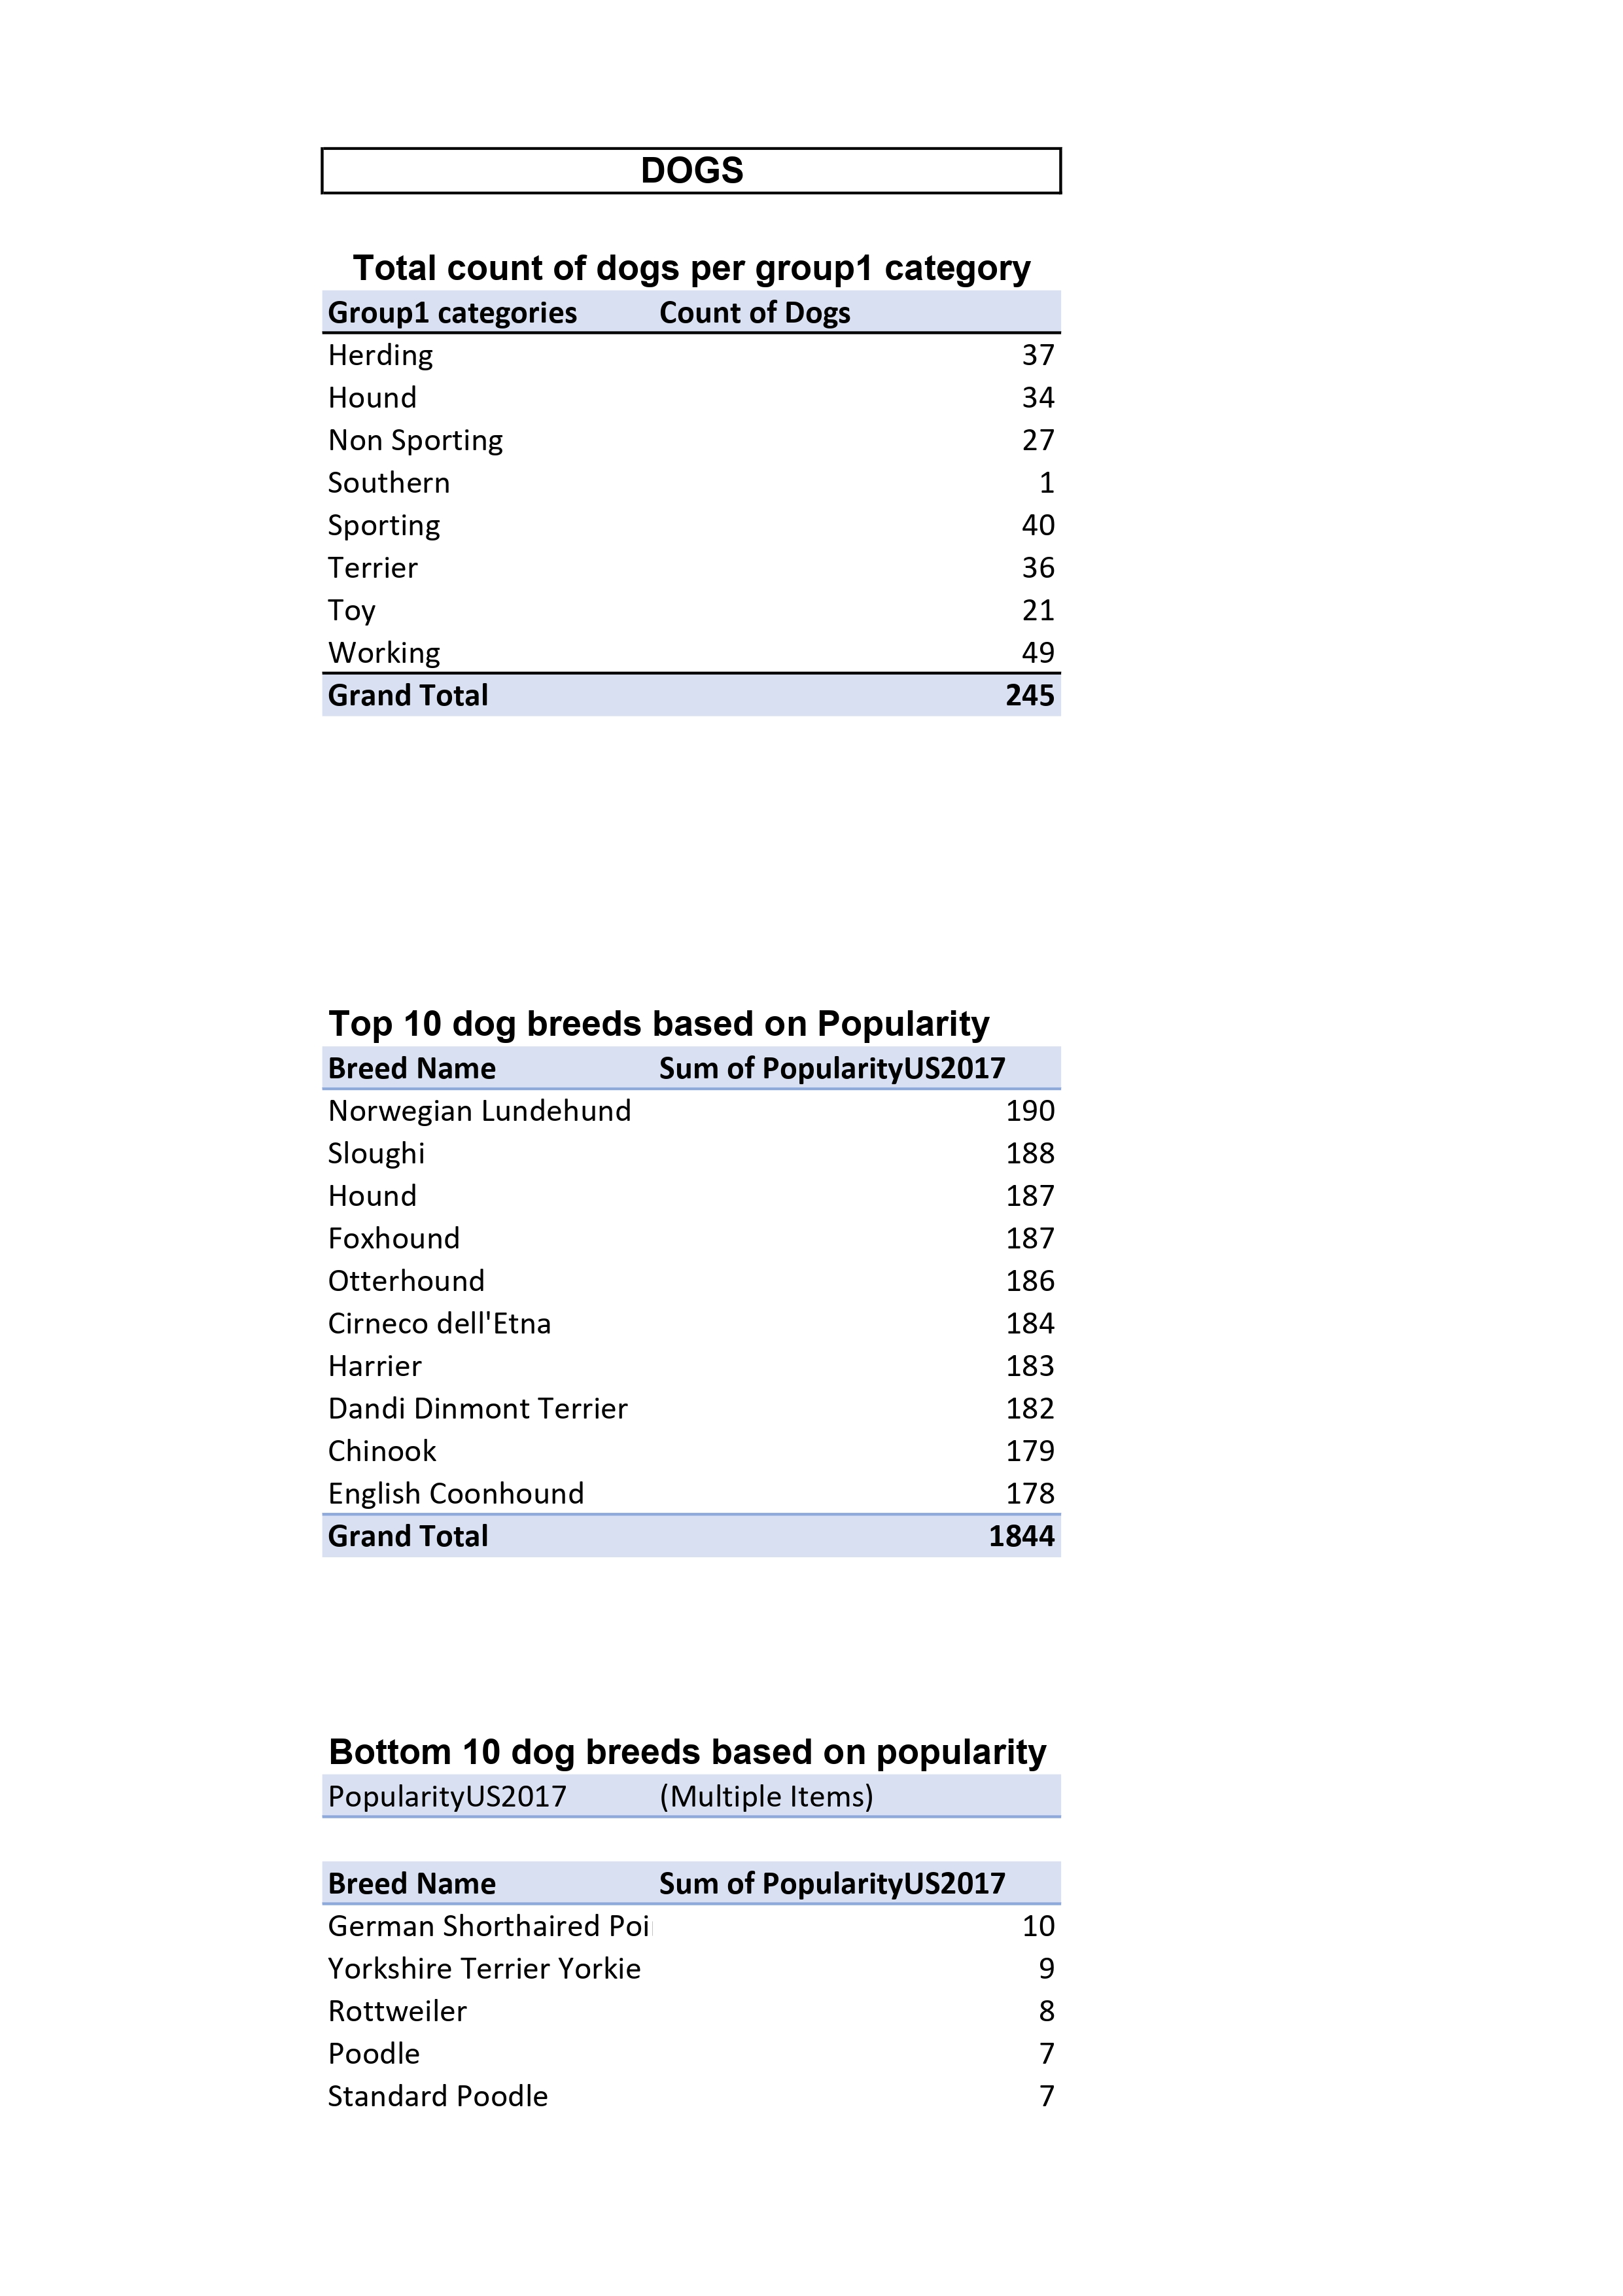 DOGS
Total count of dogs per group1 category
Group1 categories Count of Dogs
Herding 37
Hound 34
Non Sporting 27
Southern 1
Sporting 40
Terrier 36
Toy 21
Working 49
Grand Total 245
Top 10 dog breeds based on Popularity
Breed Name Sum of PopularityUS2017
Norwegian Lundehund 190
Sloughi 188
Hound 187
Foxhound 187
Otterhound 186
Cirneco dell'Etna 184
Harrier 183
Dandi Dinmont Terrier 182
Chinook 179
English Coonhound 178
Grand Total 1844
Bottom 10 dog breeds based on popularity
PopularityUS2017 (Multiple Items)
Breed Name Sum of PopularityUS2017
German Shorthaired Poi 10
Yorkshire Terrier Yorkie 9
Rottweiler 8
Poodle 7
Standard Poodle 7